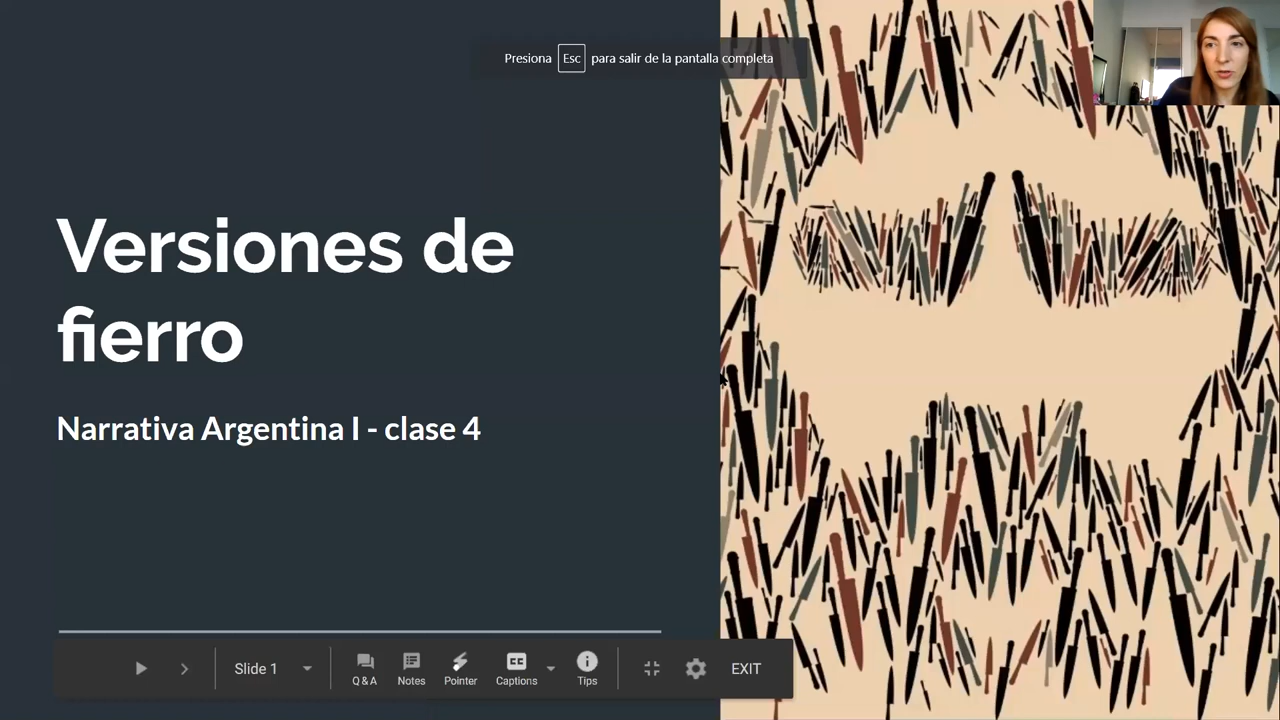 Presiona Esc para salir de la pantalla completa
Versiones de
fierro
Narrativa Argentina I - clase 4
Slide 1
Q & A
Notes
Pointer
CC
Captions
Tips
EXIT